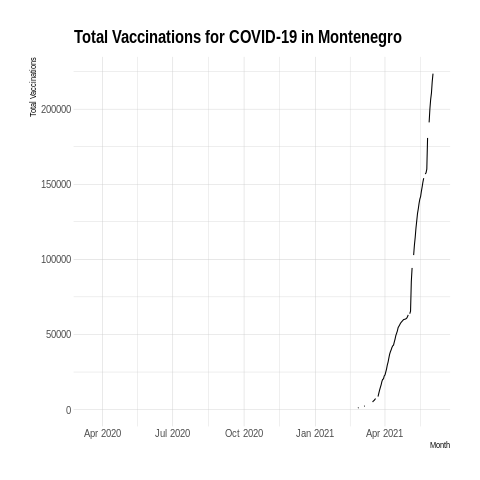 Total Vaccinations for COVID-19 in Montenegro
Total Vaccinations
200000
150000
100000
50000
0
Apr 2020 Jul 2020 Oct 2020 Jan 2021 Apr 2021
Month